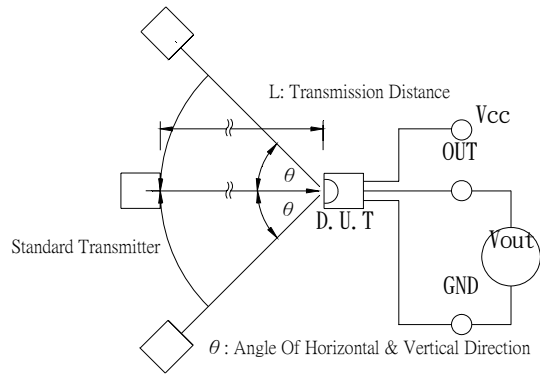 L: Transmission Distance
Vcc
OUT
θ
θ
D.U.T
Standard Transmitter
Vout
GND
θ: Angle Of Horizontal & Vertical Direction